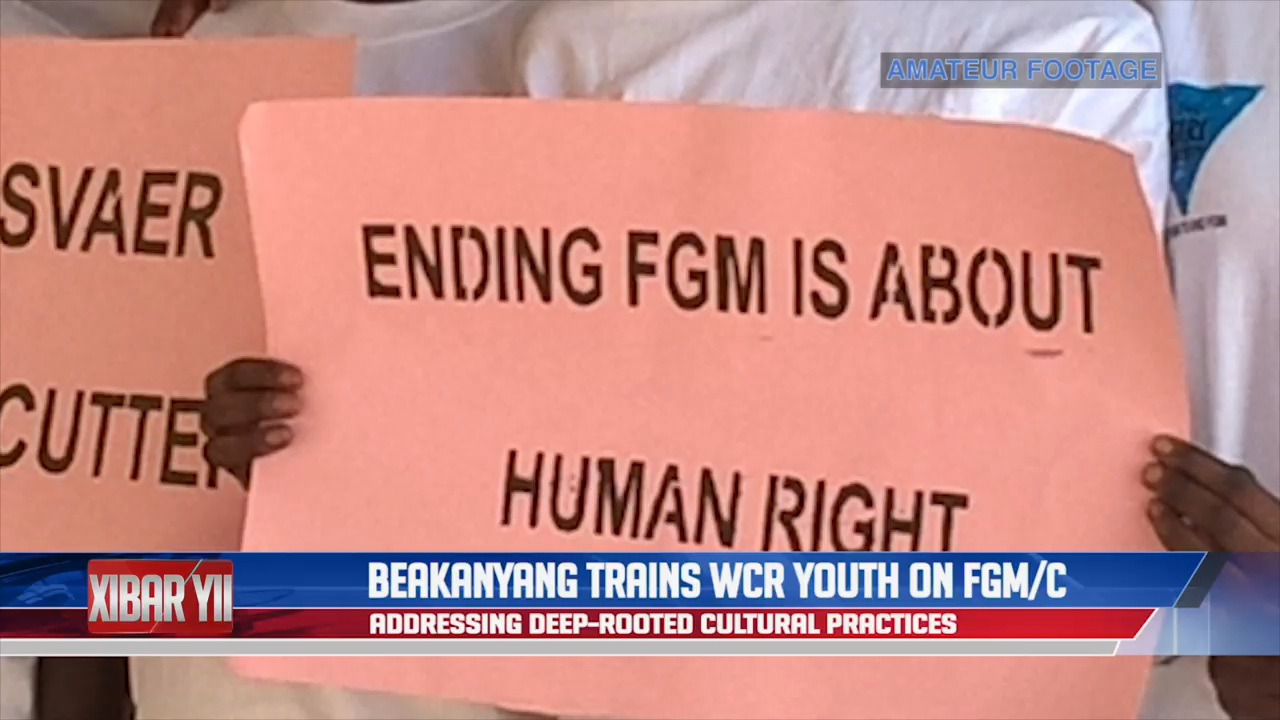 AMATEUR FOOTAGE
SVAER
CUTTER
ENDING FGM IS ABOUT
HUMAN RIGHT
XIBAR YII
BEAKANYANG TRAINS WCR YOUTH ON FGM/C
ADDRESSING DEEP-ROOTED CULTURAL PRACTICES